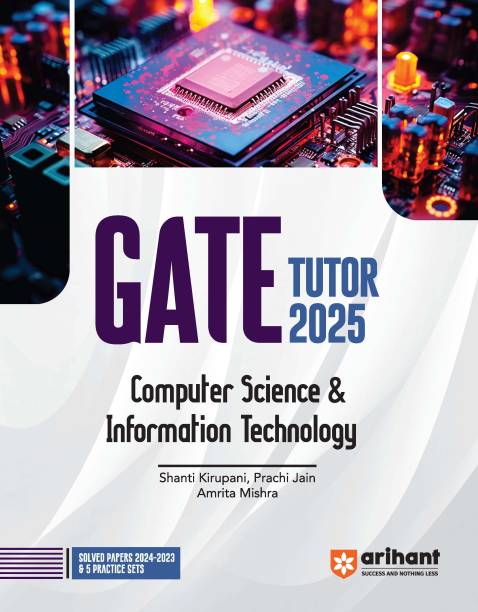 GATE TUTOR
2025
Computer Science &
Information Technology
Shanti Kirupani, Prachi Jain
Amrita Mishra
SOLVED PAPERS 2024-2023
& 5 PRACTICE SETS
arihant
SUCCESS AND NOTHING LESS